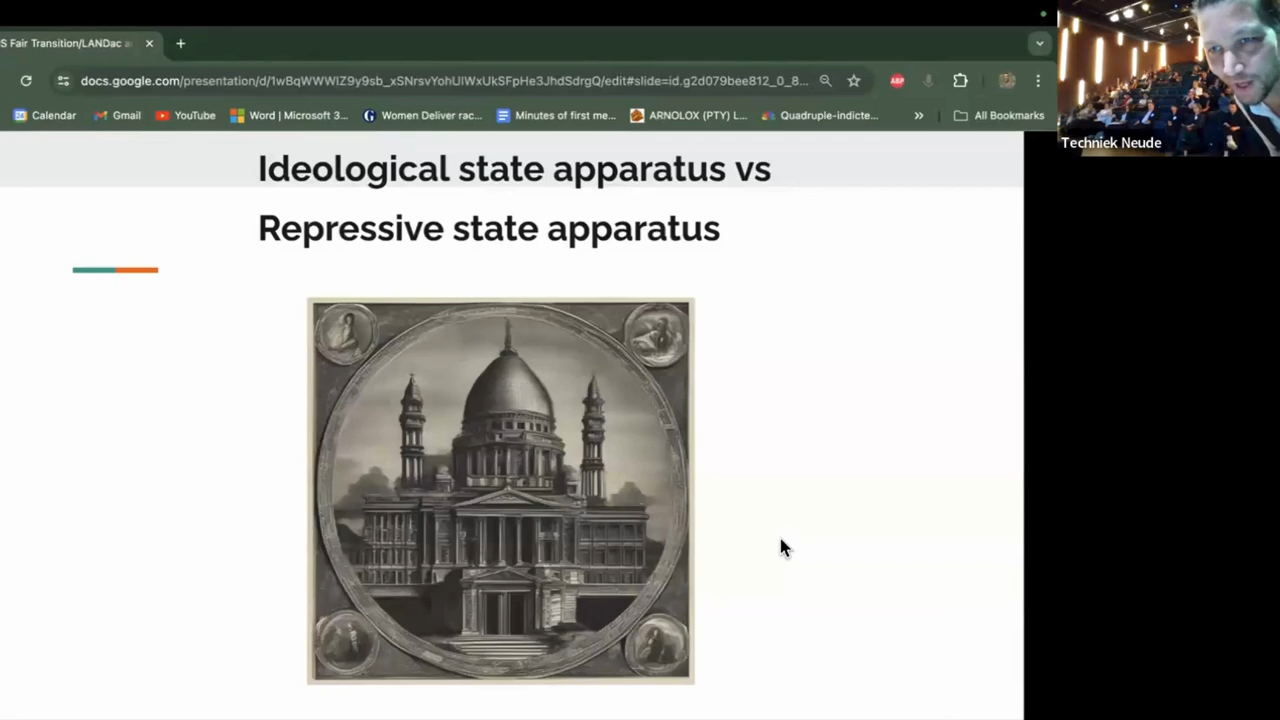 S Fair Transition/LANDac a
docs.google.com/presentation/d/1wBqWWWIZ9y9sb_xSNrsvYohUIWxUkSFpHe3JhdSdrgQ/edit#slide=id.g2d079bee812_0_8...
ABP
Calendar
Gmail
YouTube
Word | Microsoft 3...
Women Deliver rac...
Minutes of first me...
ARNOLOX (PTY) L...
Quadruple-indicte...
All Bookmarks
Techniek Neude
Ideological state apparatus vs
Repressive state apparatus